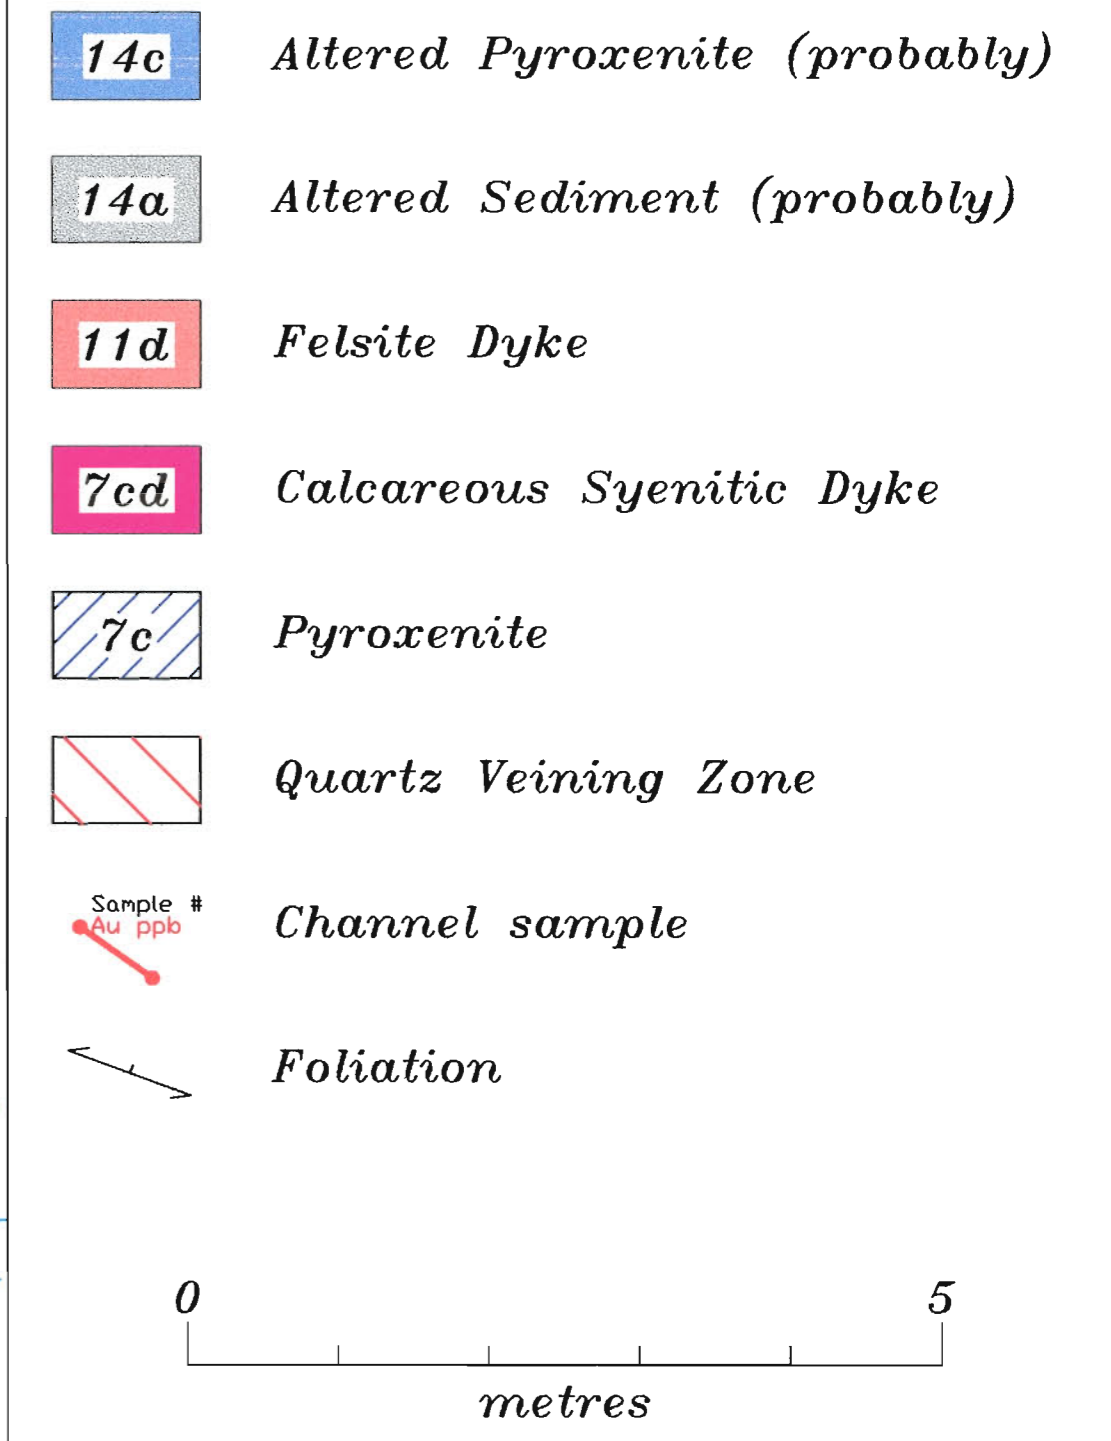 14c Altered Pyroxenite (probably)
14a Altered Sediment (probably)
11d Felsite Dyke
7cd Calcareous Syenitic Dyke
7c Pyroxenite
Quartz Veining Zone
Sample #
Au ppb
Channel sample
Foliation
0 5
metres